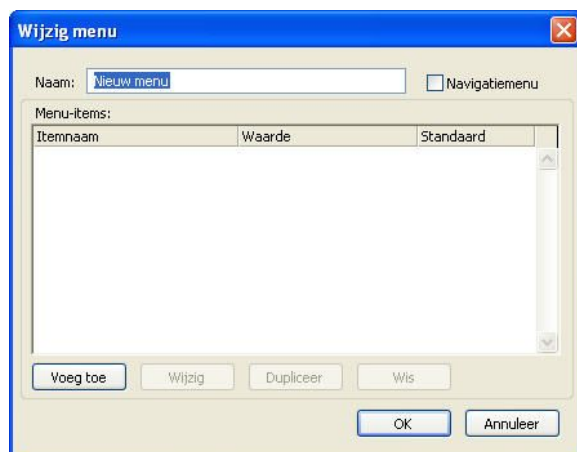 Wijzig menu
Naam: Nieuw menu Navigatiemenu
Menu-items:
Itemnaam Waarde Standaard
Voeg toe Wijzig Dupliceer Wis
OK Annuleer